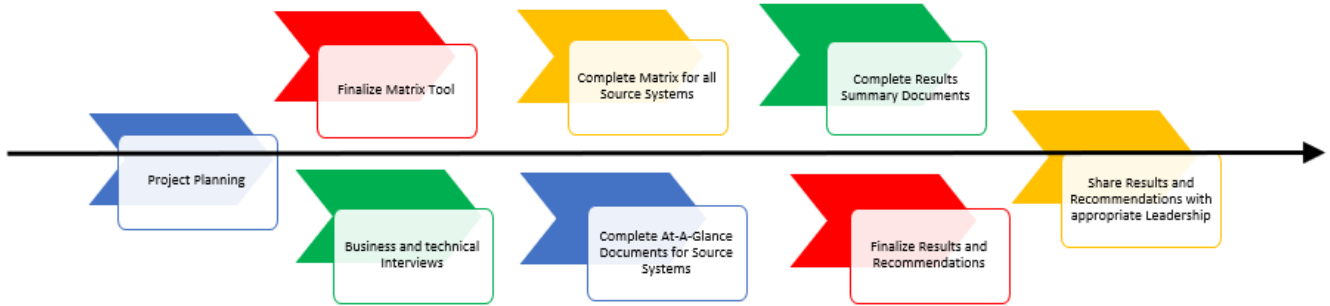 Finalize Matrix Tool
Complete Matrix for all
Source Systems
Complete Results
Summary Documents
Project Planning
Share Results and
Recommendations with
appropriate Leadership
Business and technical
Interviews
Complete At-A-Glance
Documents for Source
Systems
Finalize Results and
Recommendations